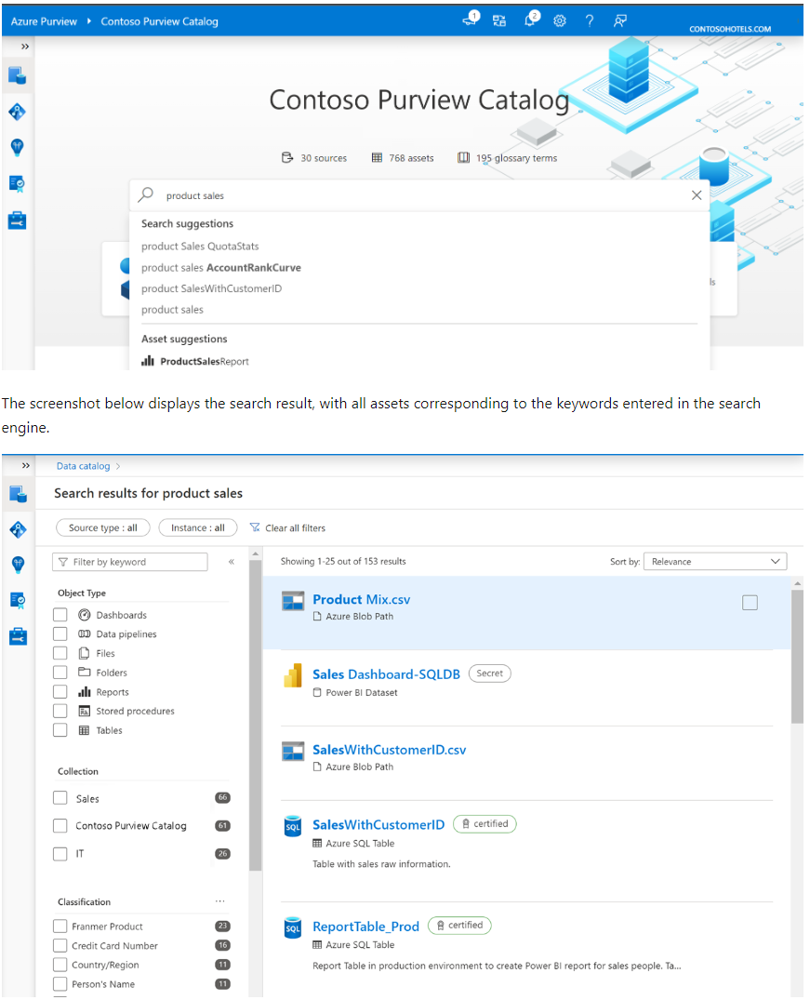 Azure Purview Contoso Purview Catalog 1 2 ? CONTOSOHOTELS.COM
»
Contoso Purview Catalog
30 sources 768 assets 195 glossary terms
product sales
Search suggestions
product Sales QuotaStats
product sales AccountRankCurve
product SalesWithCustomerID
ls
product sales
Asset suggestions
ProductSalesReport
The screenshot below displays the search result, with all assets corresponding to the keywords entered in the search
engine.
» Data catalog >
Search results for product sales
Source type : all Instance : all Clear all filters
Filter by keyword «
Object Type
Dashboards
Data pipelines
Files
Folders
Reports
Stored procedures
Tables
Collection
Sales 66
Contoso Purview Catalog 61
IT 26
Classification ...
Franmer Product 23
Credit Card Number 16
Country/Region 11
Person's Name 11
Showing 1-25 out of 153 results Sort by: Relevance
Product Mix.csv
Azure Blob Path
Sales Dashboard-SQLDB Secret
Power BI Dataset
SalesWithCustomerID.csv
Azure Blob Path
SQL SalesWithCustomerID certified
Azure SQL Table
Table with sales raw information.
SQL ReportTable_Prod certified
Azure SQL Table
Report Table in production environment to create Power BI report for sales people. Ta...